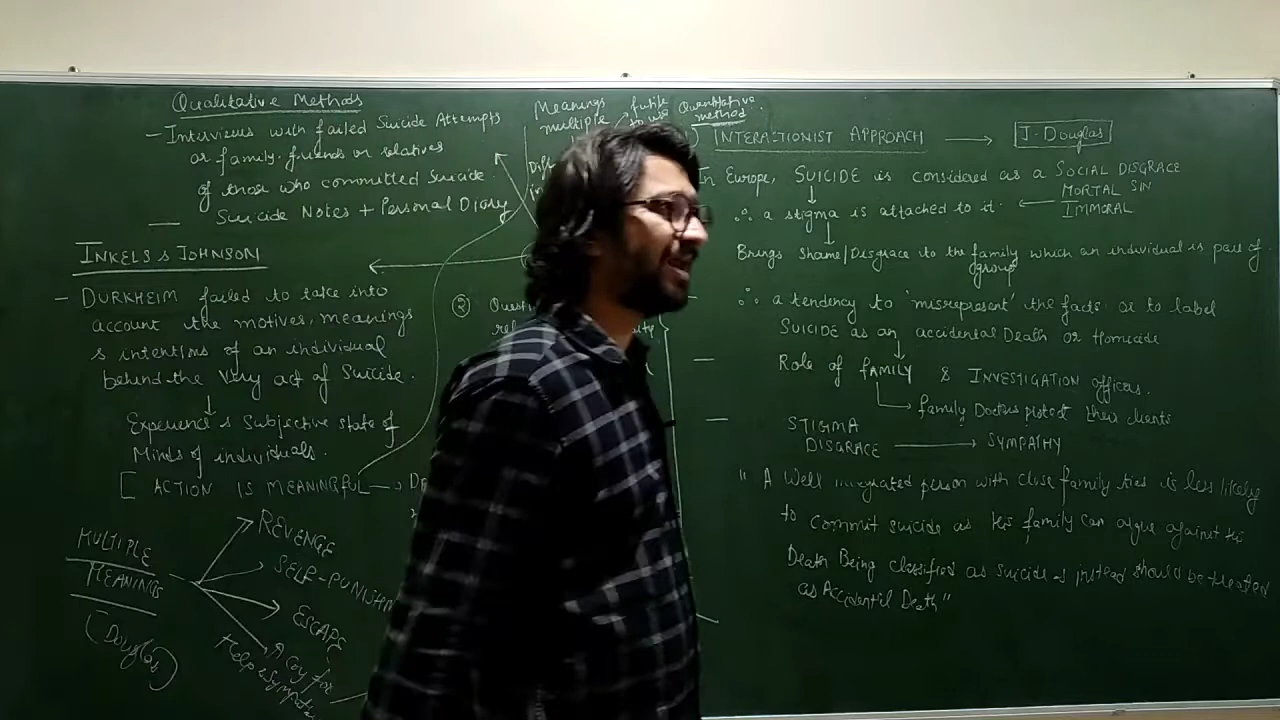 Qualitative Methods
– Interviews with failed Suicide Attempts
or family, friends or relatives
of those who committed Suicide.
Suicide Notes + Personal Diary
INKELS & JOHNSON
– DURKHEIM failed to take into
account the motives, meanings
& intentions of an individual
behind the very act of Suicide.
Experience & Subjective state of
Minds of individuals.
[ ACTION IS MEANINGFUL
MULTIPLE
MEANINGS
(Douglas)
REVENGE
SELF-PUNISHM
ESCAPE
A Cry for
Help & Sympathy
Meanings
multiple
futile
to use
Quantitative
method
INTERACTIONIST APPROACH → J. Douglas
In Europe, SUICIDE is considered as a SOCIAL DISGRACE
MORTAL SIN
IMMORAL
∴ a stigma is attached to it.
Brings Shame/Disgrace to the family which an individual is part of.
group
∴ a tendency to 'misrepresent' the facts or to label
SUICIDE as an accidental Death or Homicide
Role of FAMILY & INVESTIGATION officers.
family Doctors protect their clients
STIGMA
DISGRACE → SYMPATHY
" A Well integrated person with close family ties is less likely
to commit suicide as his family can argue against his
Death Being classified as suicide & instead should be treated
as Accidental Death"